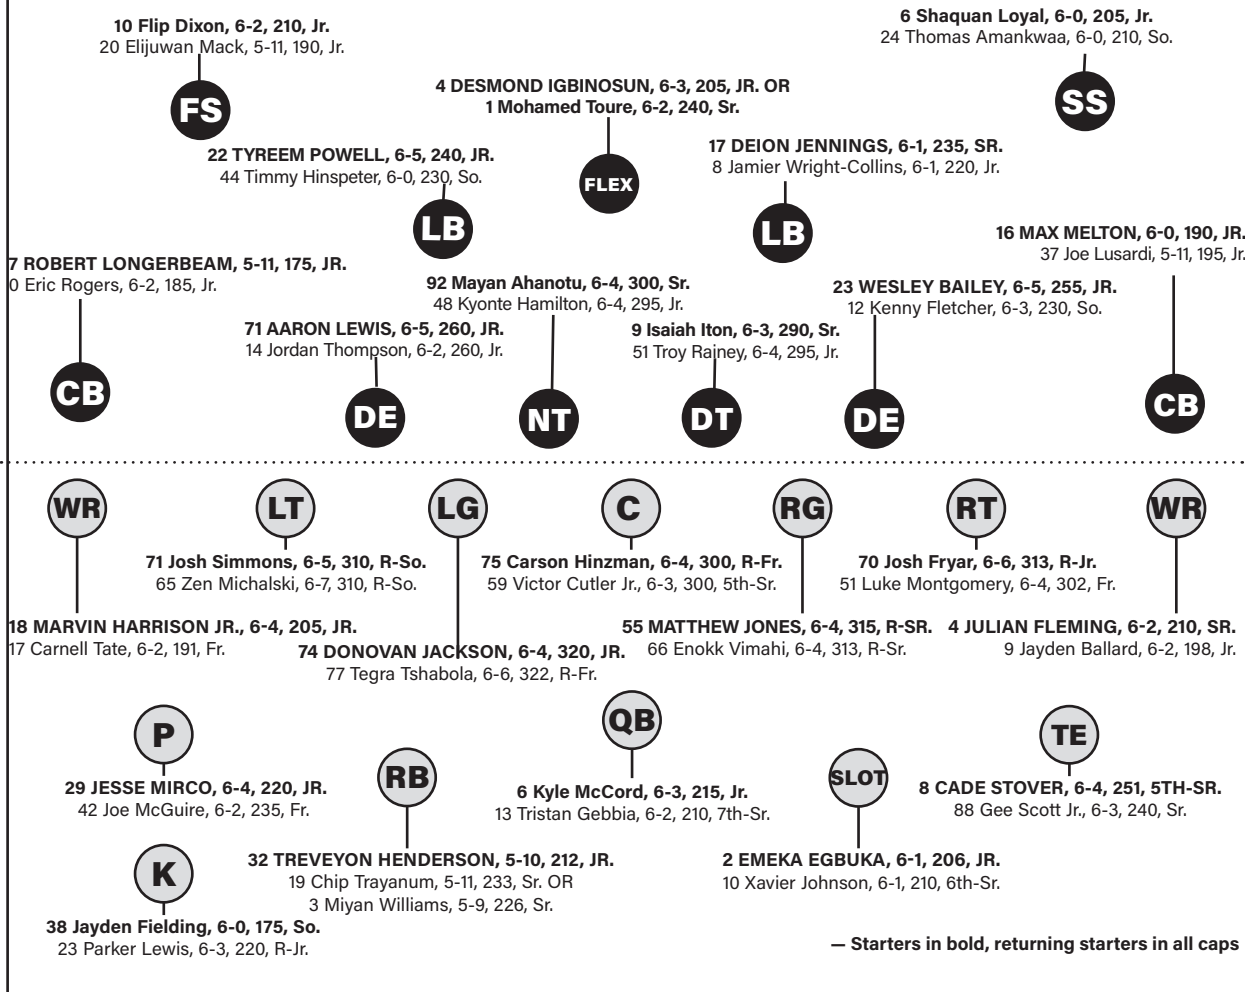 10 Flip Dixon, 6-2, 210, Jr.
20 Elijuwan Mack, 5-11, 190, Jr.
FS
6 Shaquan Loyal, 6-0, 205, Jr.
24 Thomas Amankwaa, 6-0, 210, So.
SS
4 DESMOND IGBINOSUN, 6-3, 205, JR. OR
1 Mohamed Toure, 6-2, 240, Sr.
FLEX
22 TYREEM POWELL, 6-5, 240, JR.
44 Timmy Hinspeter, 6-0, 230, So.
LB
17 DEION JENNINGS, 6-1, 235, SR.
8 Jamier Wright-Collins, 6-1, 220, Jr.
LB
16 MAX MELTON, 6-0, 190, JR.
37 Joe Lusardi, 5-11, 195, Jr.
CB
7 ROBERT LONGERBEAM, 5-11, 175, JR.
0 Eric Rogers, 6-2, 185, Jr.
CB
92 Mayan Ahanotu, 6-4, 300, Sr.
48 Kyonte Hamilton, 6-4, 295, Jr.
NT
23 WESLEY BAILEY, 6-5, 255, JR.
12 Kenny Fletcher, 6-3, 230, So.
DE
71 AARON LEWIS, 6-5, 260, JR.
14 Jordan Thompson, 6-2, 260, Jr.
DE
9 Isaiah Iton, 6-3, 290, Sr.
51 Troy Rainey, 6-4, 295, Jr.
DT
WR
18 MARVIN HARRISON JR., 6-4, 205, JR.
17 Carnell Tate, 6-2, 191, Fr.
LT
71 Josh Simmons, 6-5, 310, R-So.
65 Zen Michalski, 6-7, 310, R-So.
LG
74 DONOVAN JACKSON, 6-4, 320, JR.
77 Tegra Tshabola, 6-6, 322, R-Fr.
C
75 Carson Hinzman, 6-4, 300, R-Fr.
59 Victor Cutler Jr., 6-3, 300, 5th-Sr.
RG
55 MATTHEW JONES, 6-4, 315, R-SR.
66 Enokk Vimahi, 6-4, 313, R-Sr.
RT
70 Josh Fryar, 6-6, 313, R-Jr.
51 Luke Montgomery, 6-4, 302, Fr.
WR
4 JULIAN FLEMING, 6-2, 210, SR.
9 Jayden Ballard, 6-2, 198, Jr.
P
29 JESSE MIRCO, 6-4, 220, JR.
42 Joe McGuire, 6-2, 235, Fr.
RB
32 TREVEYON HENDERSON, 5-10, 212, JR.
19 Chip Trayanum, 5-11, 233, Sr. OR
3 Miyan Williams, 5-9, 226, Sr.
QB
6 Kyle McCord, 6-3, 215, Jr.
13 Tristan Gebbia, 6-2, 210, 7th-Sr.
SLOT
2 EMEKA EGBUKA, 6-1, 206, JR.
10 Xavier Johnson, 6-1, 210, 6th-Sr.
TE
8 CADE STOVER, 6-4, 251, 5TH-SR.
88 Gee Scott Jr., 6-3, 240, Sr.
K
38 Jayden Fielding, 6-0, 175, So.
23 Parker Lewis, 6-3, 220, R-Jr.
— Starters in bold, returning starters in all caps